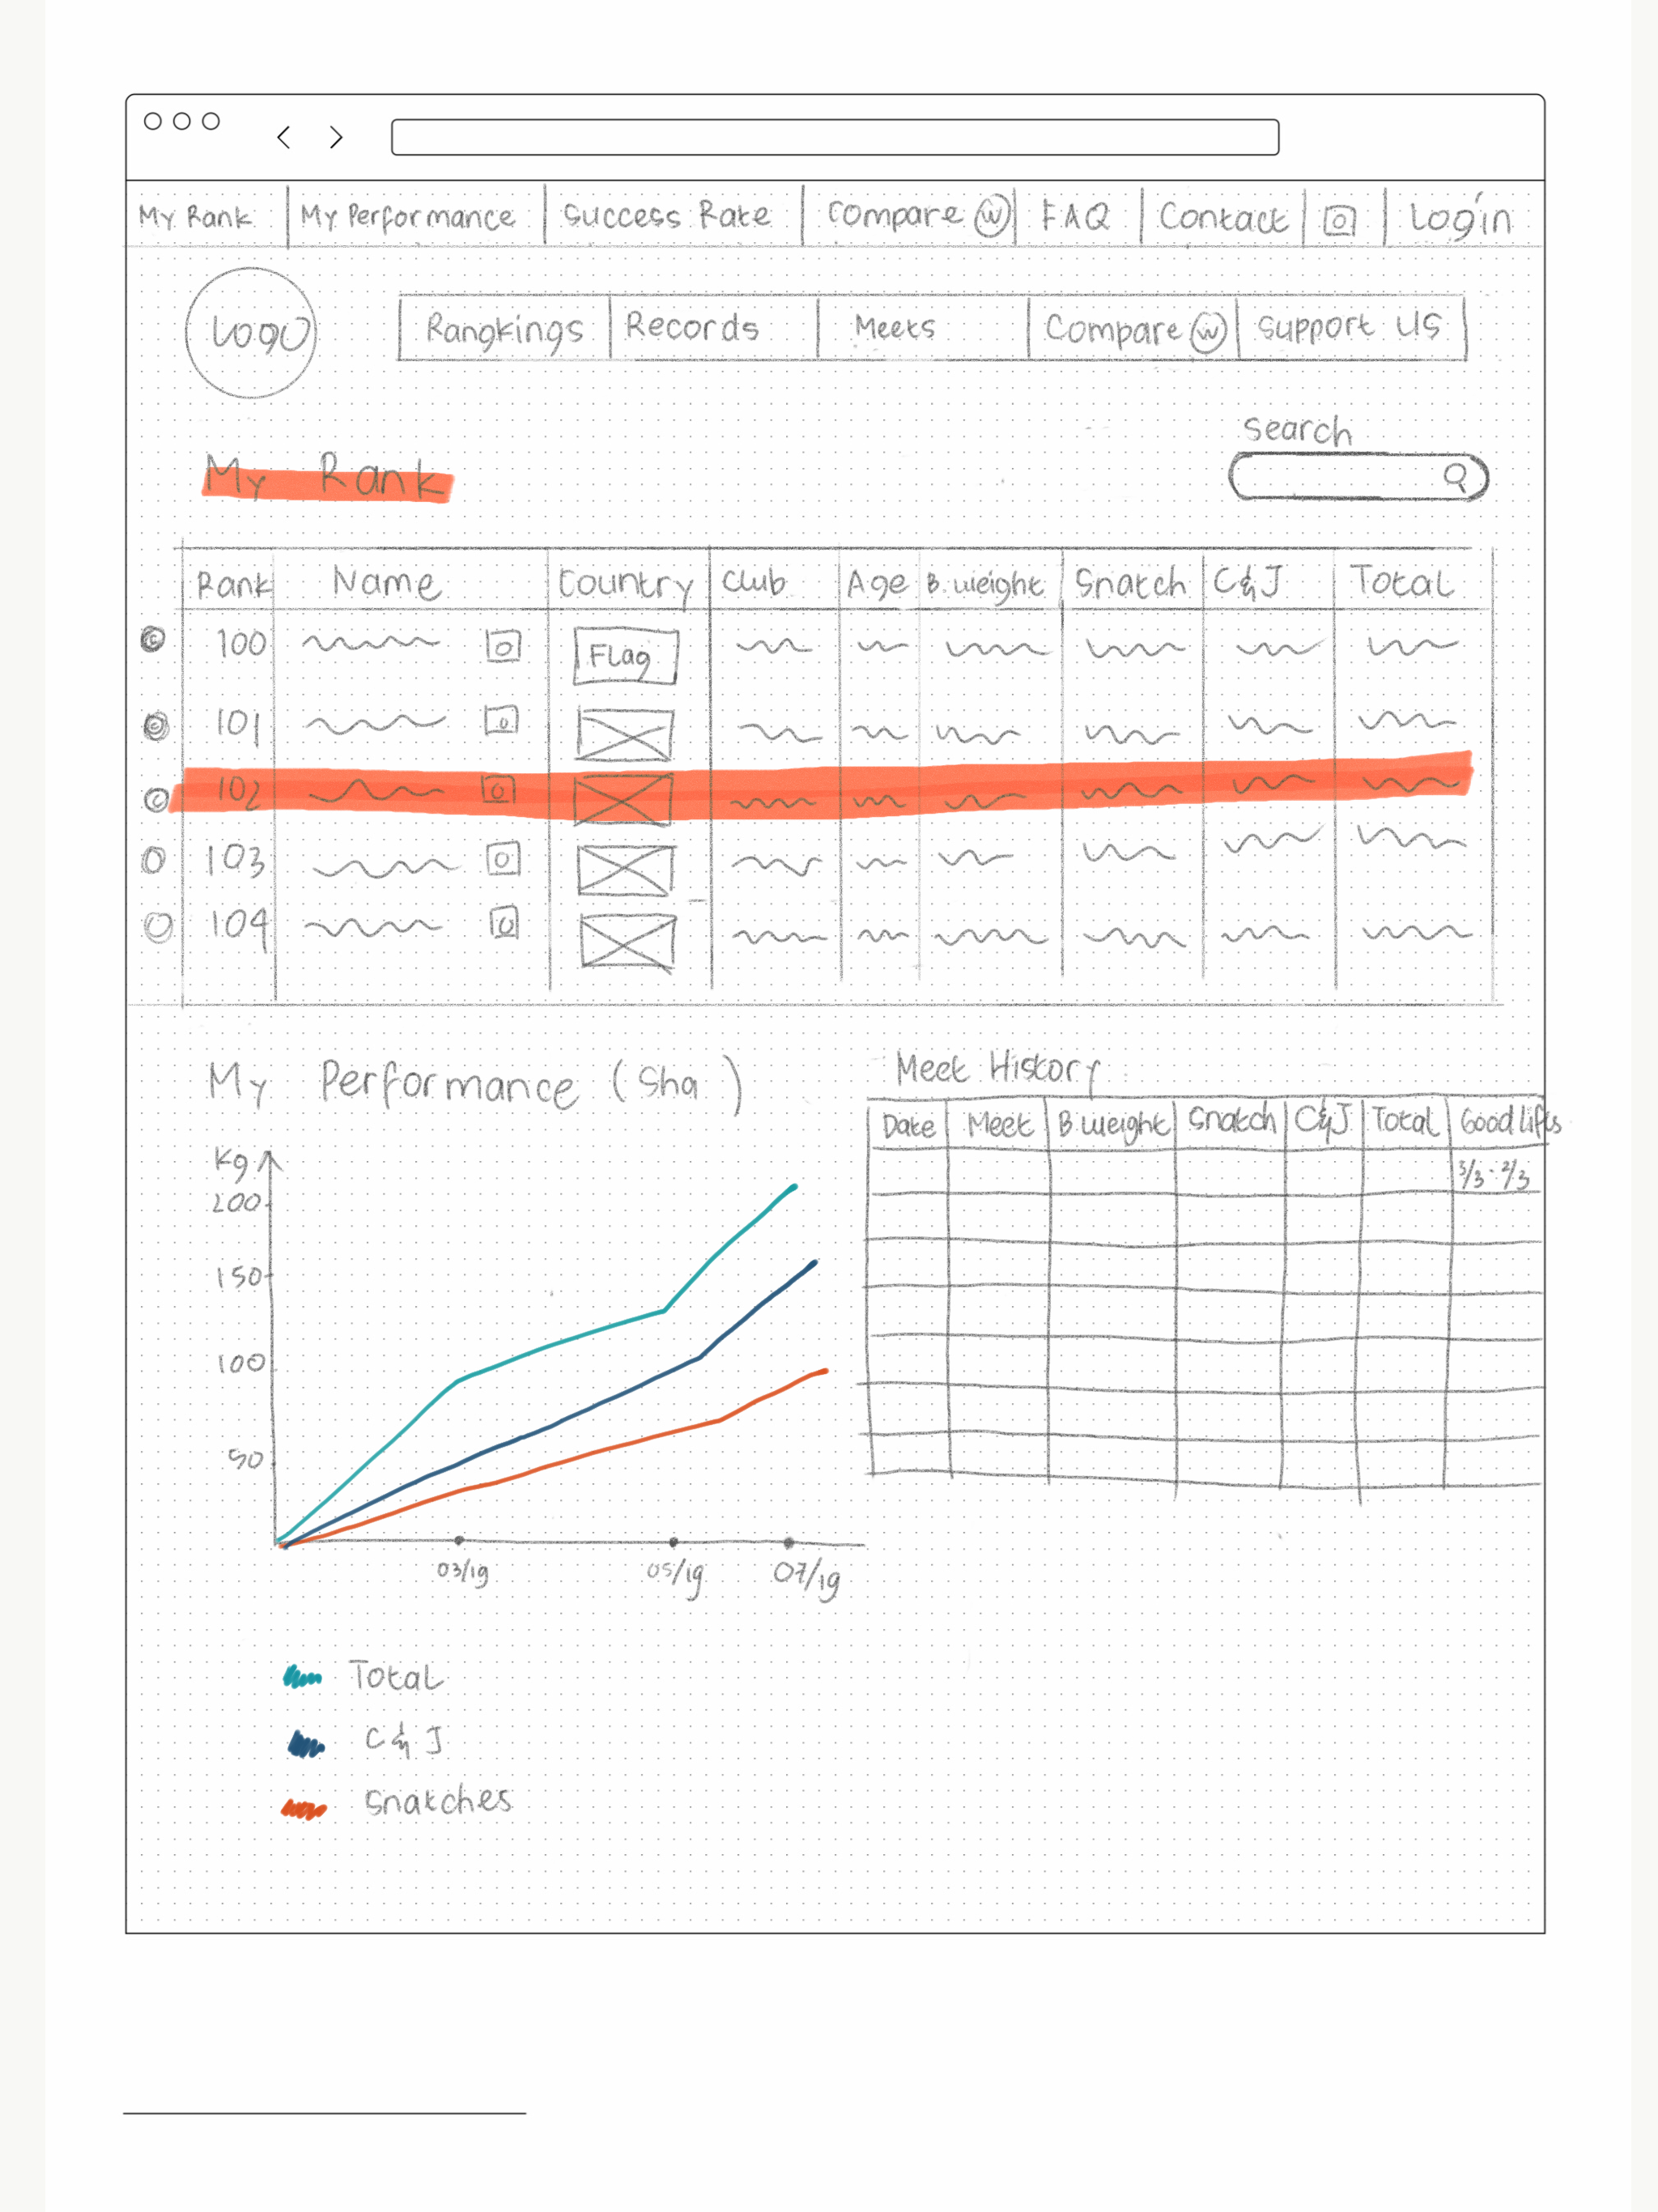 My Rank My Performance Success Rate Compare W FAQ Contact Login
Logo Rangkings Records Meets Compare W Support US
Search
My Rank
Rank Name Country Club Age B.weight Snatch C&J Total
100 Flag
101
102
103
104
My Performance (Sha )
Meet History
Date Meet B.weight Snatch C&J Total Good Lifts
3/3 - 2/3
Kg
200
150
100
50
03/19 05/19 07/19
Total
C & J
Snatches